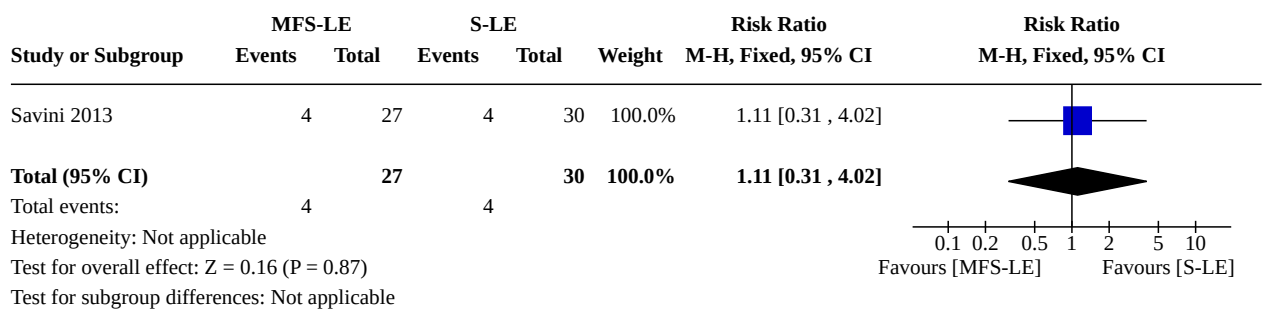 MFS-LE S-LE Risk Ratio Risk Ratio
Study or Subgroup Events Total Events Total Weight M-H, Fixed, 95% CI M-H, Fixed, 95% CI
Savini 2013 4 27 4 30 100.0% 1.11 [0.31 , 4.02]
Total (95% CI) 27 30 100.0% 1.11 [0.31 , 4.02]
Total events: 4 4
Heterogeneity: Not applicable
0.1 0.2 0.5 1 2 5 10
Test for overall effect: Z = 0.16 (P = 0.87)
Favours [MFS-LE] Favours [S-LE]
Test for subgroup differences: Not applicable